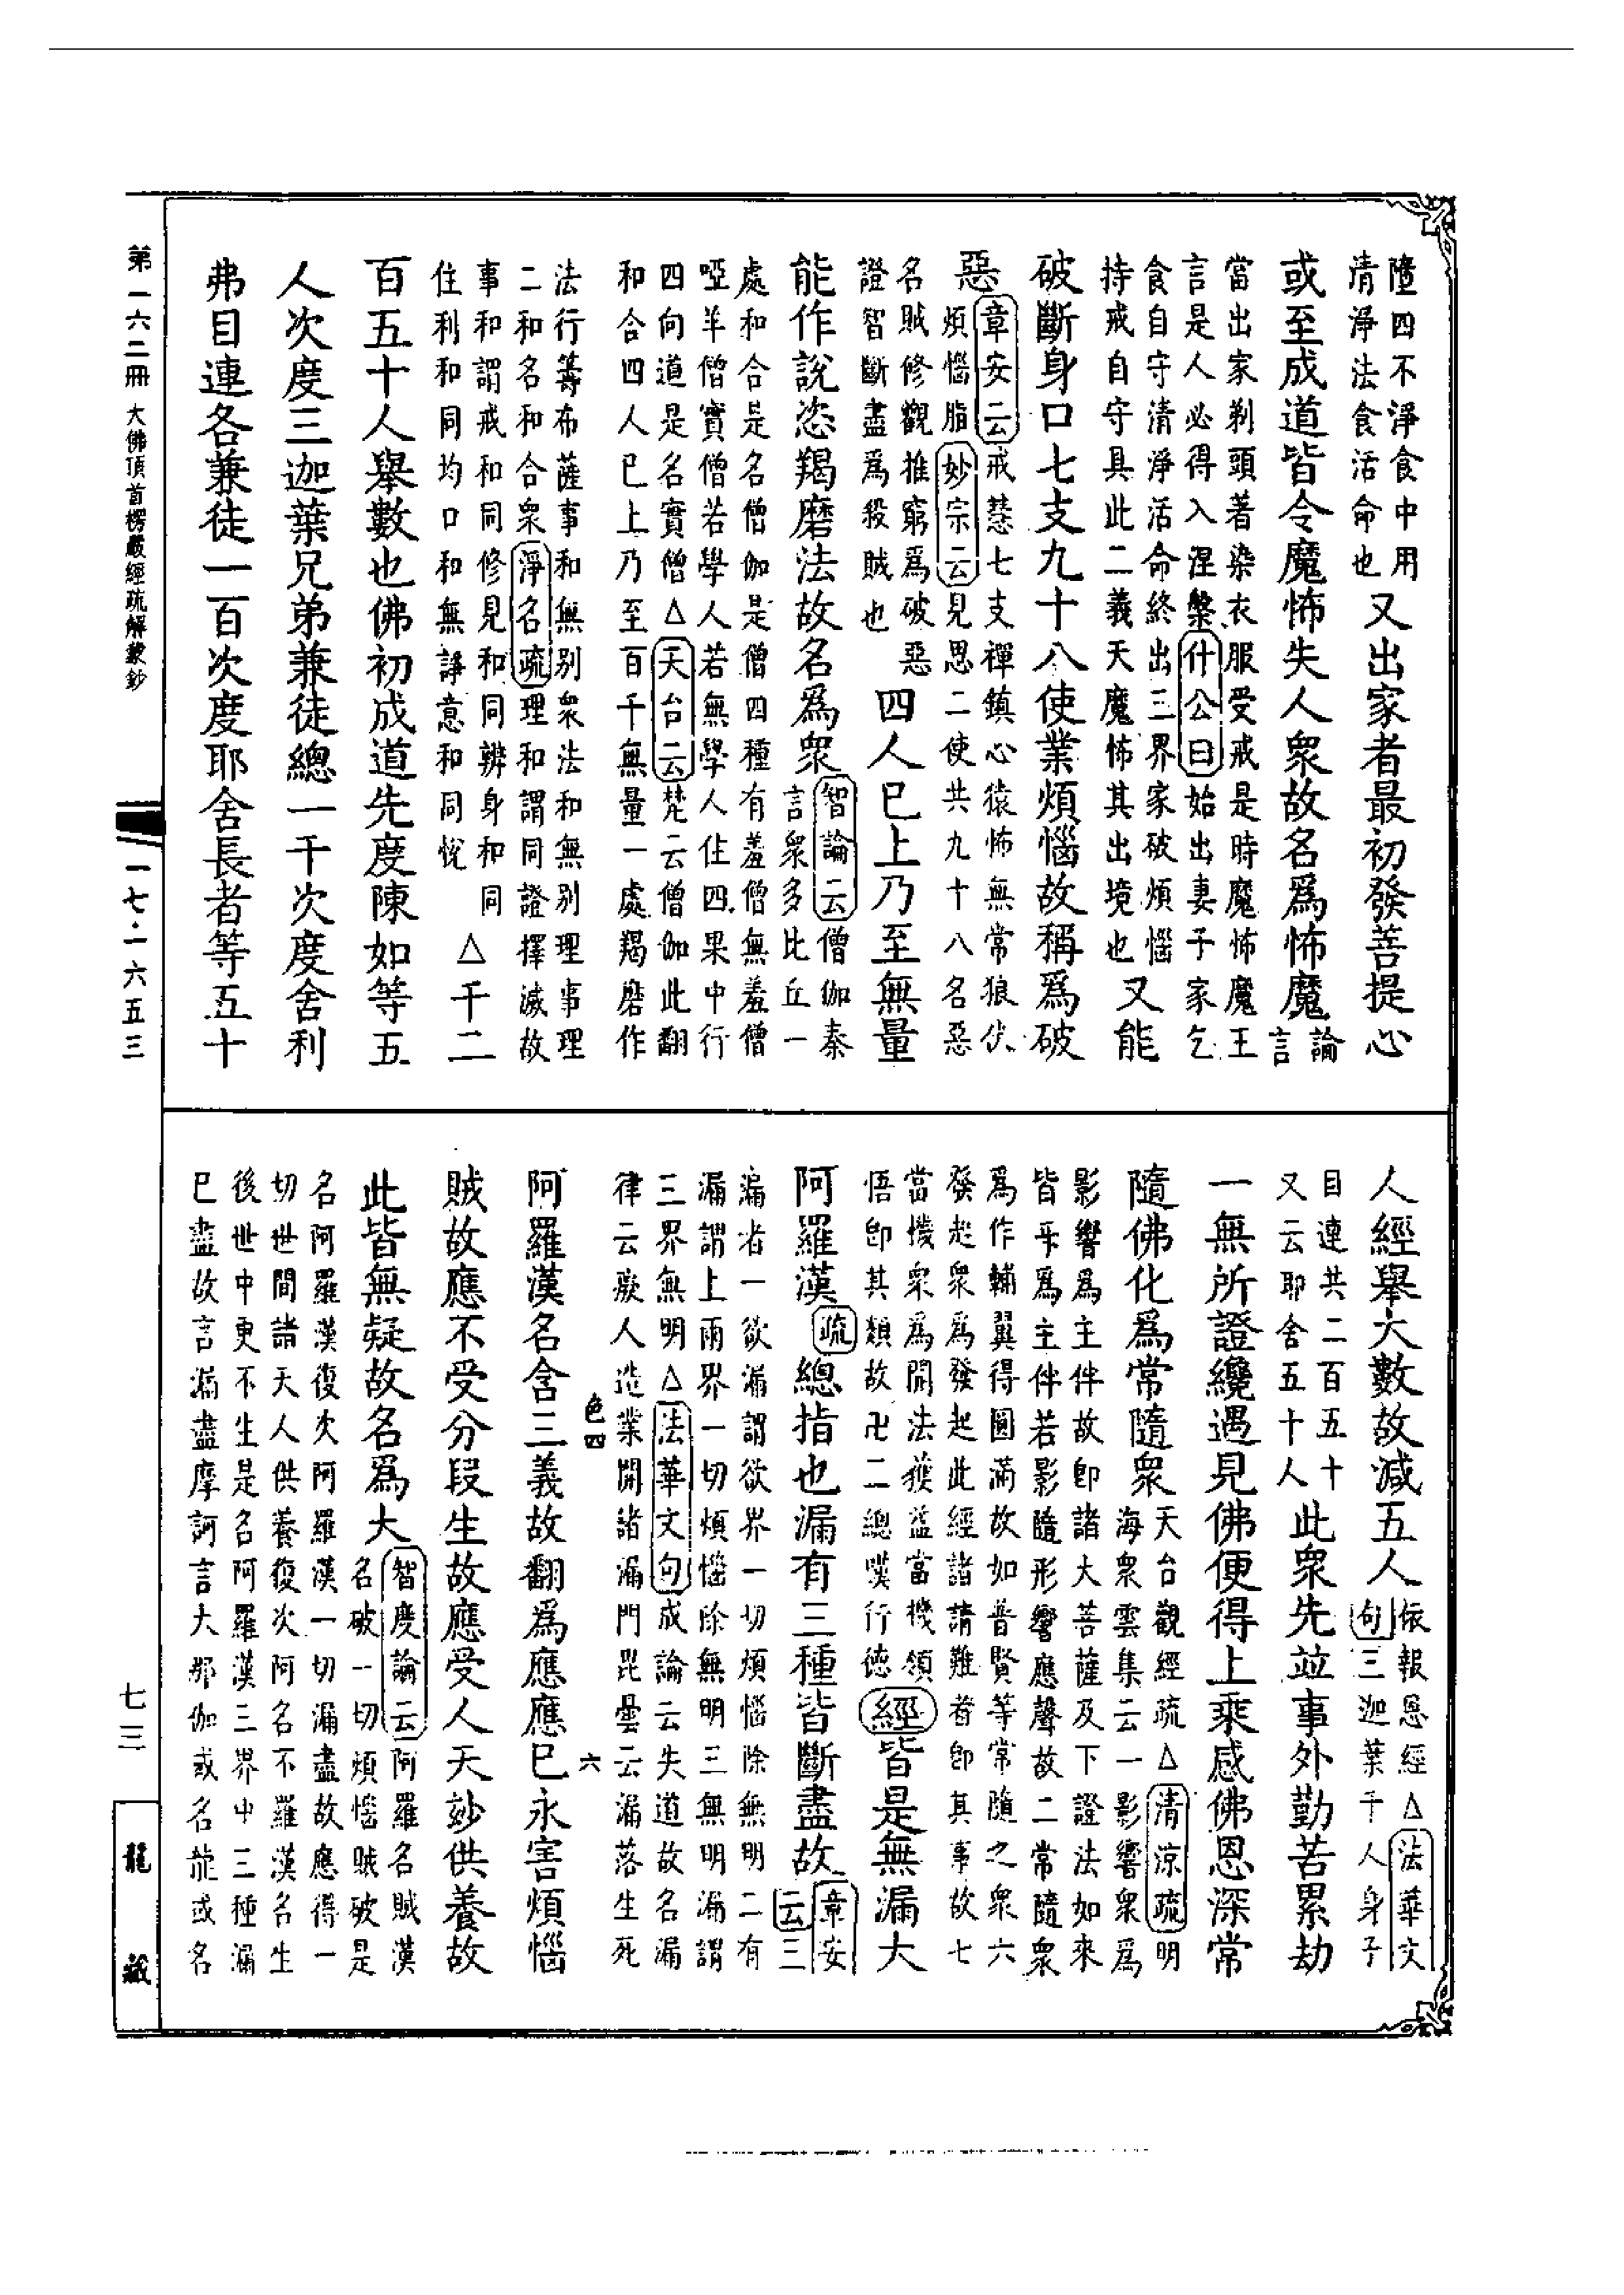 隨四不淨食中用
清淨法食活命也
又出家者最初發菩提心
或至成道皆令魔怖失人衆故名爲怖魔
論
言
當出家剃頭著染衣服受戒是時魔怖魔王
言是人必得入涅槃什公曰始出妻子家乞
食自守清淨活命終出三界家破煩惱
持戒自守具此二義天魔怖其出境也
又能
破斷身口七支九十八使業煩惱故稱爲破
惡
章安云戒慧七支禪鎮心猿怖無常狼伏
煩惱脂妙宗云見思二使共九十八名惡
名賊修觀推窮爲破惡
證智斷盡爲殺賊也
四人已上乃至無量
能作說恣羯磨法故名爲衆
智論云僧伽秦
言衆多比丘一
處和合是名僧伽是僧四種有羞僧無羞僧
啞羊僧實僧若學人若無學人住四果中行
四向道是名實僧△天台云梵云僧伽此翻
和合四人已上乃至百千無量一處羯磨作
法行籌布薩事和無別衆法和無別理事理
二和名和合衆淨名疏理和謂同證擇滅故
事和謂戒和同修見和同辨身和同
住利和同均口和無諍意和同悅
△千二
百五十人舉數也佛初成道先度陳如等五
人次度三迦葉兄弟兼徒總一千次度舍利
弗目連各兼徒一百次度耶舍長者等五十
第一六二冊 大佛頂首楞嚴經疏解蒙鈔
一七·一六五三
人經舉大數故減五人
依報恩經△法華文
句三迦葉千人身子
目連共二百五十
又云耶舍五十人
此衆先竝事外勤苦累劫
一無所證纔遇見佛便得上乘感佛恩深常
隨佛化爲常隨衆
天台觀經疏△清涼疏明
海衆雲集云一影響衆爲
影響爲主伴故卽諸大菩薩及下證法如來
皆互爲主伴若影隨形響應聲故二常隨衆
爲作輔翼得圓滿故如普賢等常隨之衆六
發起衆爲發起此經諸請難者卽其事故七
當機衆爲聞法獲益當機領
悟卽其類故卍二總嘆行德
經皆是無漏大
阿羅漢疏總指也漏有三種皆斷盡故
章安
云三
漏者一欲漏謂欲界一切煩惱除無明二有
漏謂上兩界一切煩惱除無明三無明漏謂
三界無明△法華文句成論云失道故名漏
律云癡人造業開諸漏門毘曇云漏落生死
色四
六
阿羅漢名含三義故翻爲應應已永害煩惱
賊故應不受分段生故應受人天妙供養故
此皆無疑故名爲大
智度論云阿羅名賊漢
名破一切煩惱賊破是
名阿羅漢復次阿羅漢一切漏盡故應得一
切世間諸天人供養復次阿名不羅漢名生
後世中更不生是名阿羅漢三界中三種漏
已盡故言漏盡摩訶言大那伽或名龍或名
七三
龍藏